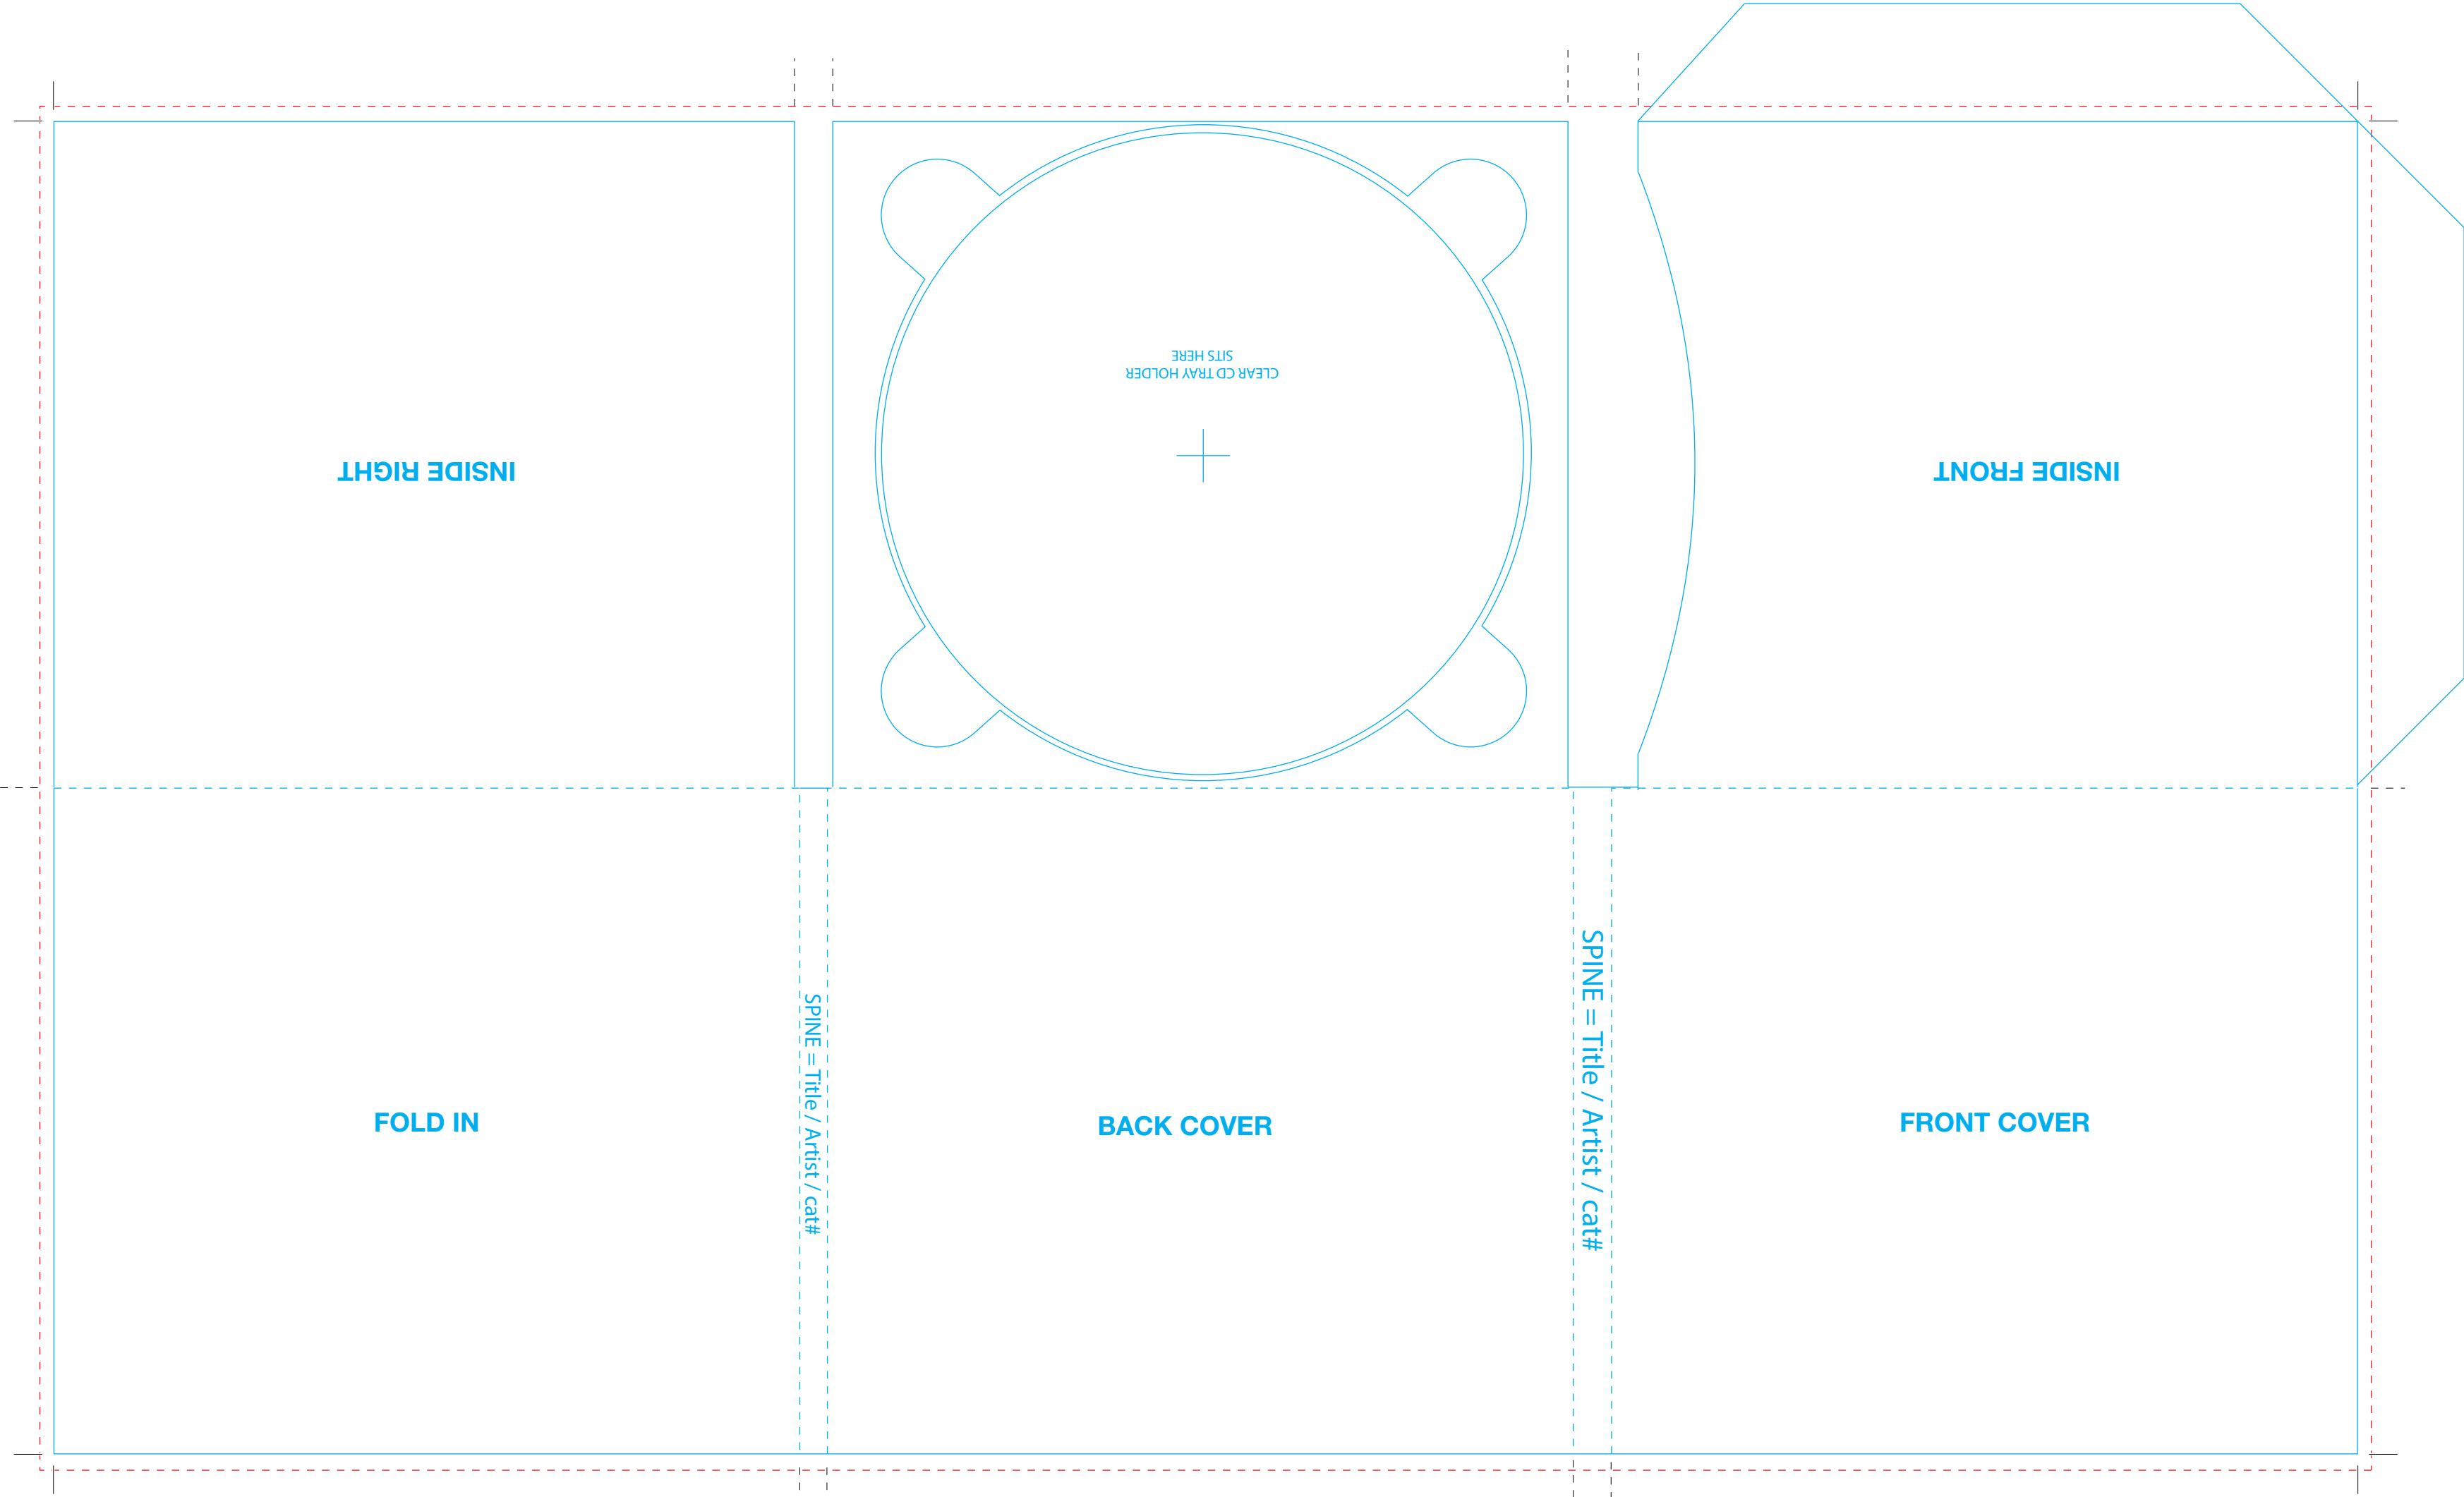 CLEAR CD TRAY HOLDER
SITS HERE
INSIDE RIGHT
INSIDE FRONT
SPINE = Title / Artist / cat#
SPINE = Title / Artist / cat#
FOLD IN
BACK COVER
FRONT COVER